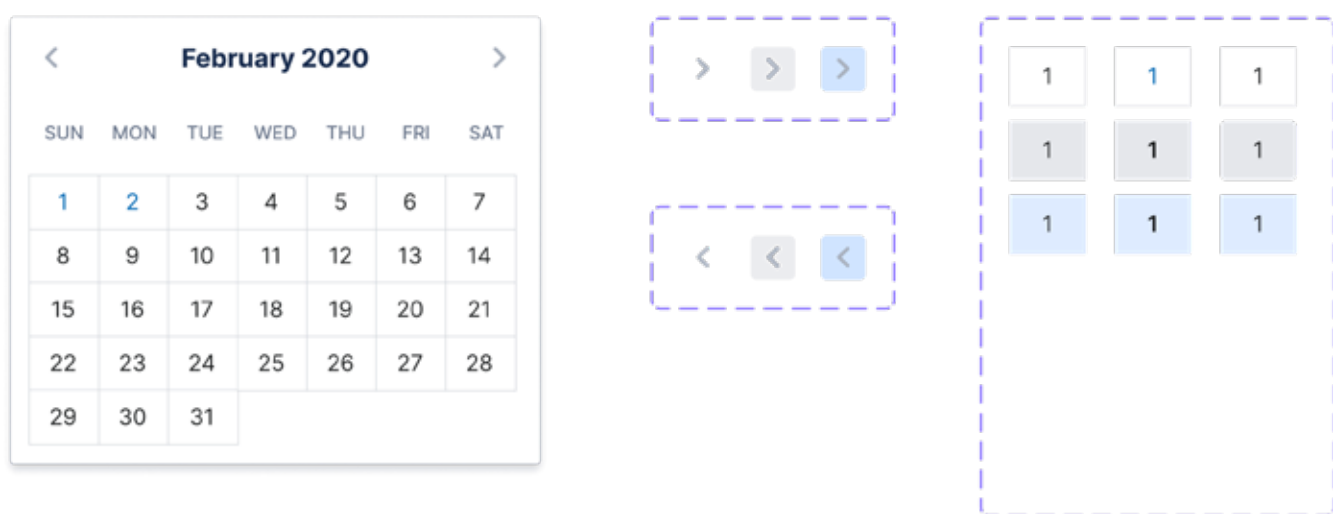 February 2020
SUN MON TUE WED THU FRI SAT
1 2 3 4 5 6 7
8 9 10 11 12 13 14
15 16 17 18 19 20 21
22 23 24 25 26 27 28
29 30 31
1 1 1
1 1 1
1 1 1